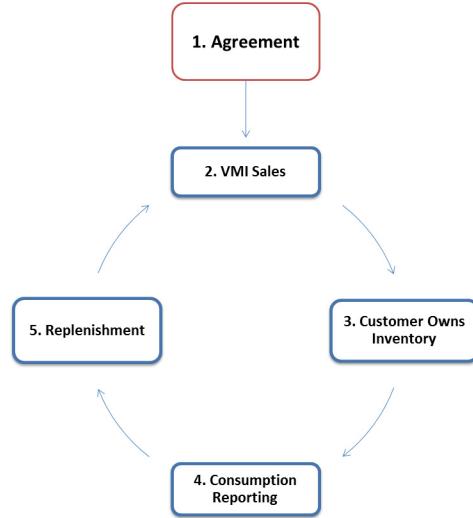 1. Agreement
2. VMI Sales
5. Replenishment
3. Customer Owns
Inventory
4. Consumption
Reporting